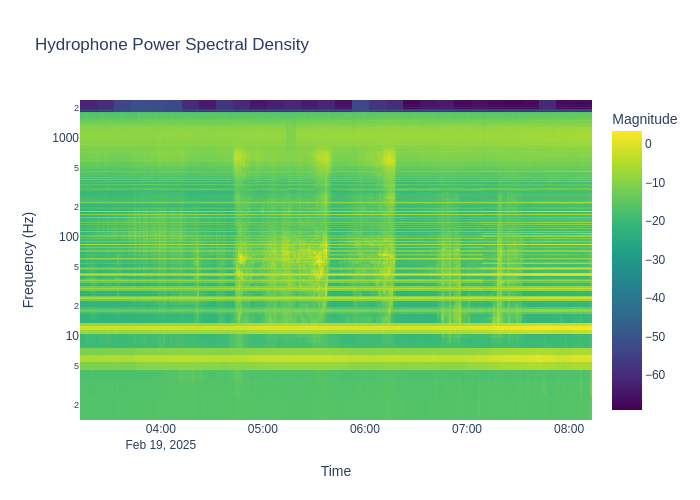 Hydrophone Power Spectral Density
Magnitude
0
−10
−20
−30
−40
−50
−60
Frequency (Hz)
2
1000
5
2
100
5
2
10
5
2
04:00 05:00 06:00 07:00 08:00
Feb 19, 2025
Time